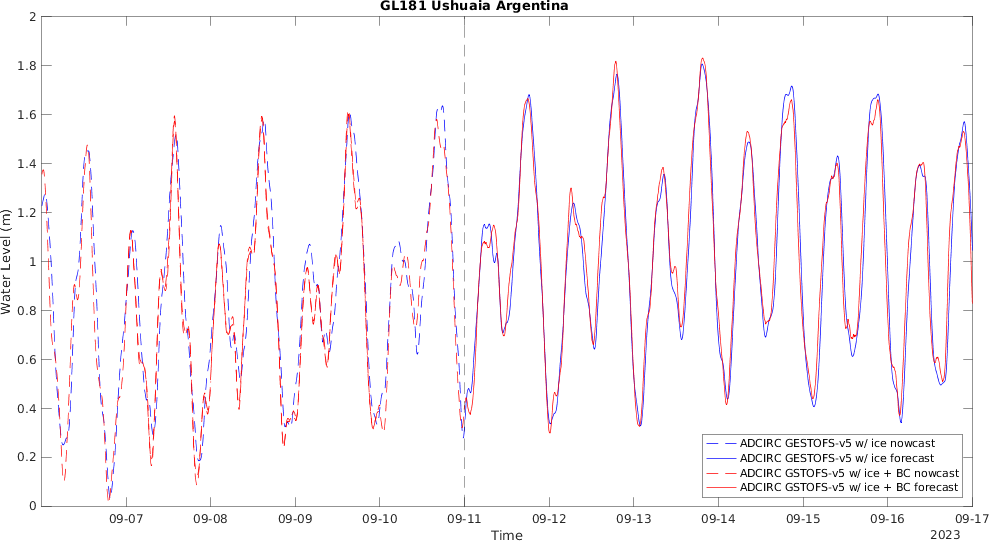 GL181 Ushuaia Argentina
2
1.8
1.6
1.4
1.2
1
0.8
0.6
0.4
0.2
0
Water Level (m)
09-07 09-08 09-09 09-10 09-11 09-12 09-13 09-14 09-15 09-16 09-17
Time
2023
ADCIRC GESTOFS-v5 w/ ice nowcast
ADCIRC GESTOFS-v5 w/ ice forecast
ADCIRC GSTOFS-v5 w/ ice + BC nowcast
ADCIRC GSTOFS-v5 w/ ice + BC forecast